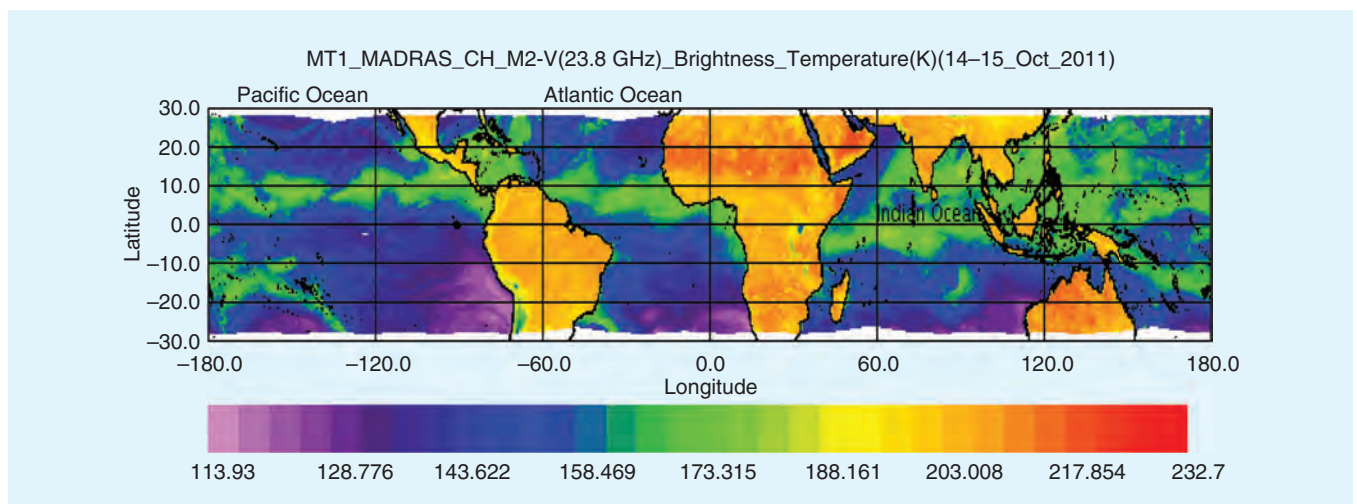 MT1_MADRAS_CH_M2-V(23.8 GHz)_Brightness_Temperature(K)(14–15_Oct_2011)
Pacific Ocean Atlantic Ocean
30.0
20.0
10.0
0.0
–10.0
–20.0
–30.0
Latitude
Indian Ocean
–180.0 –120.0 –60.0 0.0 60.0 120.0 180.0
Longitude
113.93 128.776 143.622 158.469 173.315 188.161 203.008 217.854 232.7